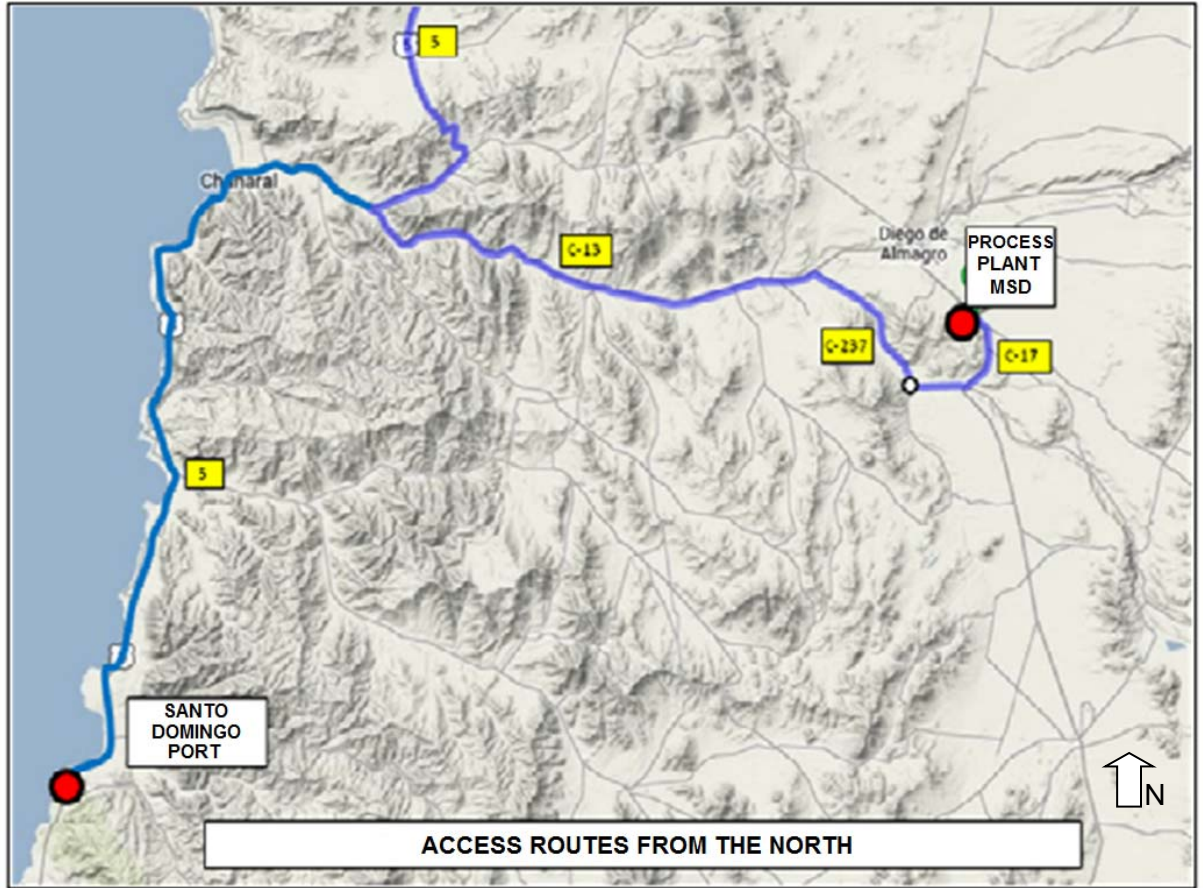 5
5
Chañaral
C-13
Diego de
Almagro
PROCESS
PLANT
MSD
C-237
C-17
5
SANTO
DOMINGO
PORT
N
ACCESS ROUTES FROM THE NORTH